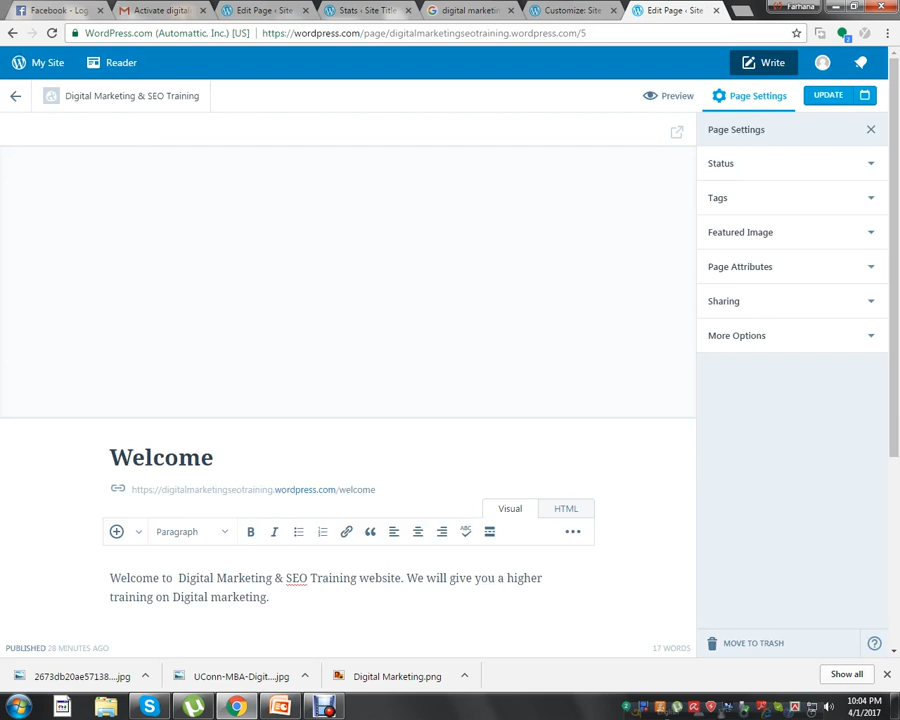 Facebook - Log
Activate digital
Edit Page ‹ Site
Stats ‹ Site Title
digital marketin
Customize: Site
Edit Page ‹ Site
Farhana
WordPress.com (Automattic, Inc.) [US]
https://wordpress.com/page/digitalmarketingseotraining.wordpress.com/5
My Site
Reader
Write
Digital Marketing & SEO Training
Preview
Page Settings
UPDATE
Page Settings
Status
Tags
Featured Image
Page Attributes
Sharing
More Options
Welcome
https://digitalmarketingseotraining.wordpress.com/welcome
Visual
HTML
Paragraph
B
I
ABC
Welcome to  Digital Marketing & SEO Training website. We will give you a higher
training on Digital marketing.
PUBLISHED 28 MINUTES AGO
17 WORDS
MOVE TO TRASH
2673db20ae57138....jpg
UConn-MBA-Digit....jpg
Digital Marketing.png
Show all
10:04 PM
4/1/2017